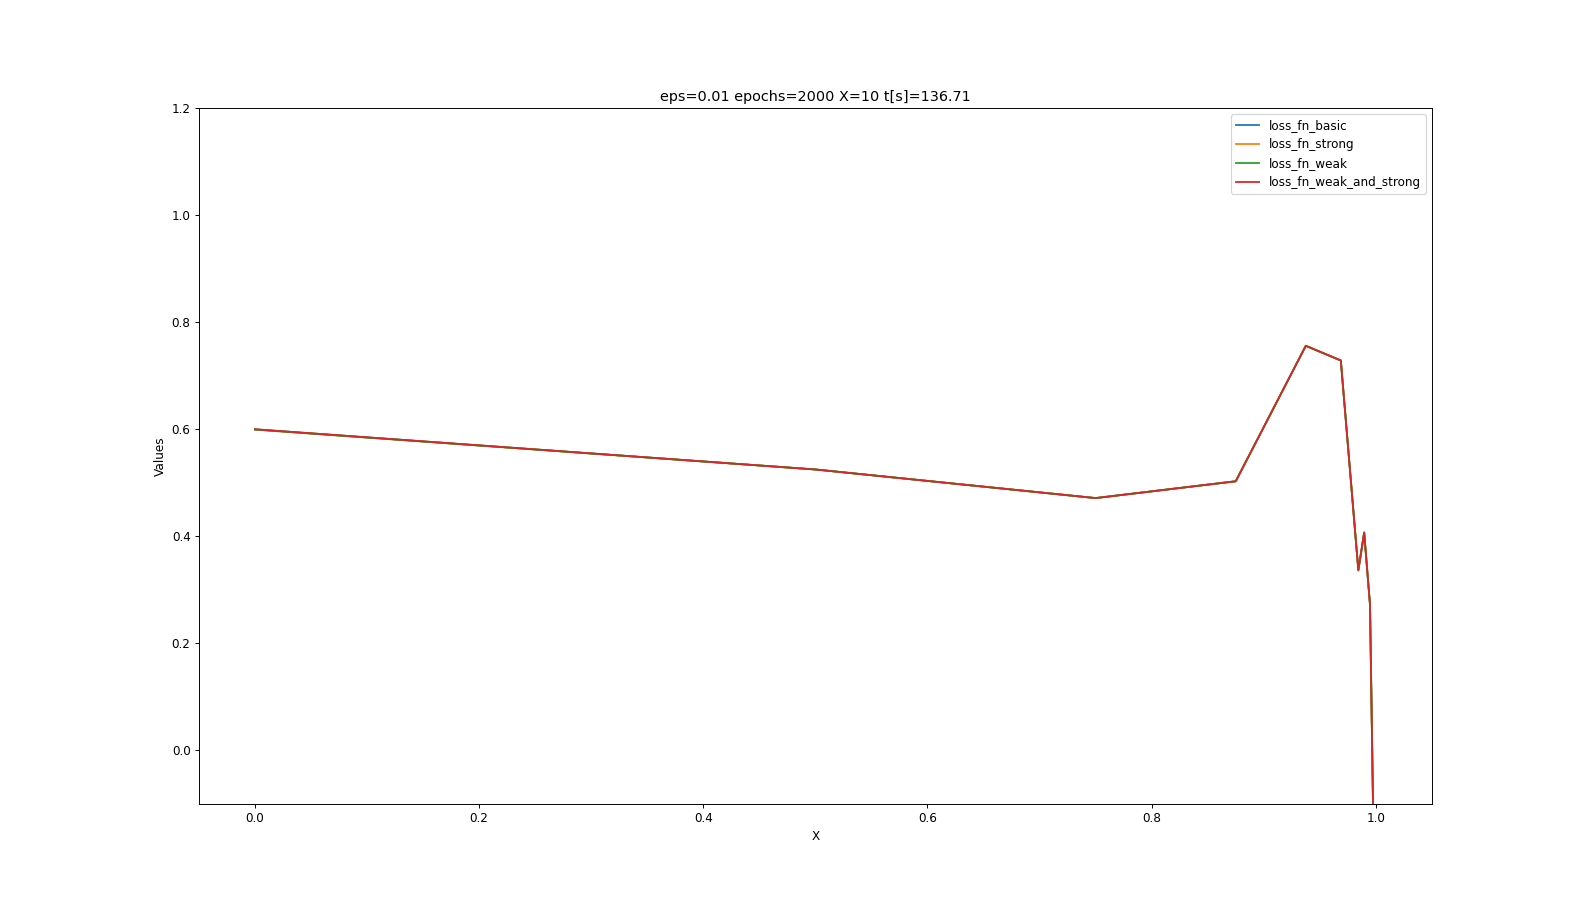 eps=0.01 epochs=2000 X=10 t[s]=136.71
1.2
1.0
0.8
0.6
0.4
0.2
0.0
Values
loss_fn_basic
loss_fn_strong
loss_fn_weak
loss_fn_weak_and_strong
0.0 0.2 0.4 0.6 0.8 1.0
X